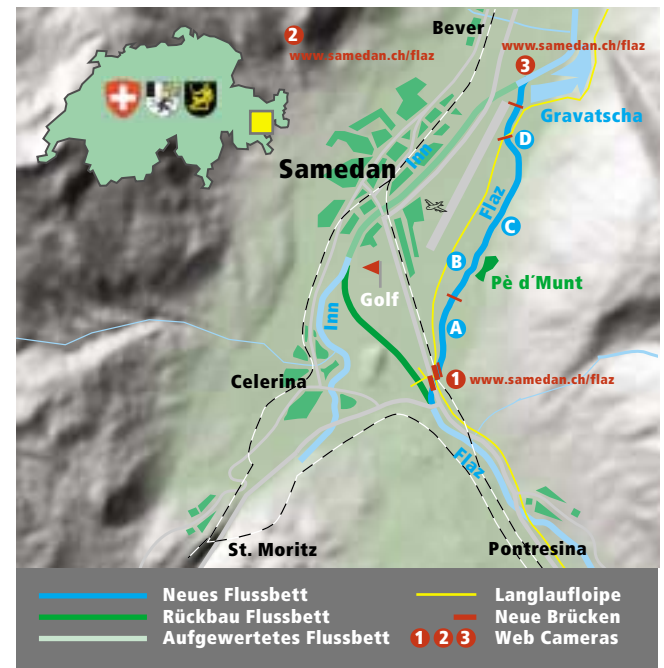 2
www.samedan.ch/flaz
Bever
www.samedan.ch/flaz
3
Gravatscha
D
Inn
Samedan
Flaz
C
B
Pè d´Munt
Golf
Inn
A
Celerina
1 www.samedan.ch/flaz
Flaz
St. Moritz
Pontresina
Neues Flussbett
Langlaufloipe
Rückbau Flussbett
Neue Brücken
Aufgewertetes Flussbett
1 2 3 Web Cameras